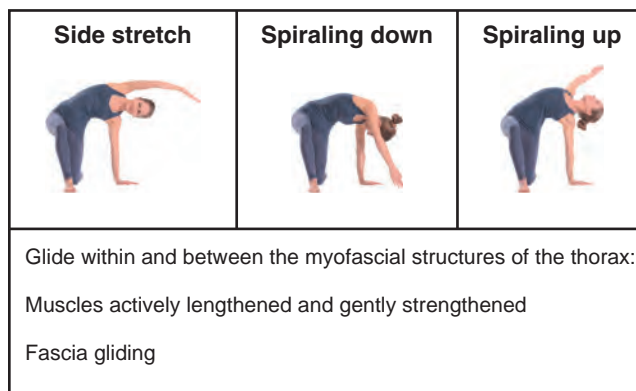 Side stretch
Spiraling down
Spiraling up
Glide within and between the myofascial structures of the thorax:
Muscles actively lengthened and gently strengthened
Fascia gliding